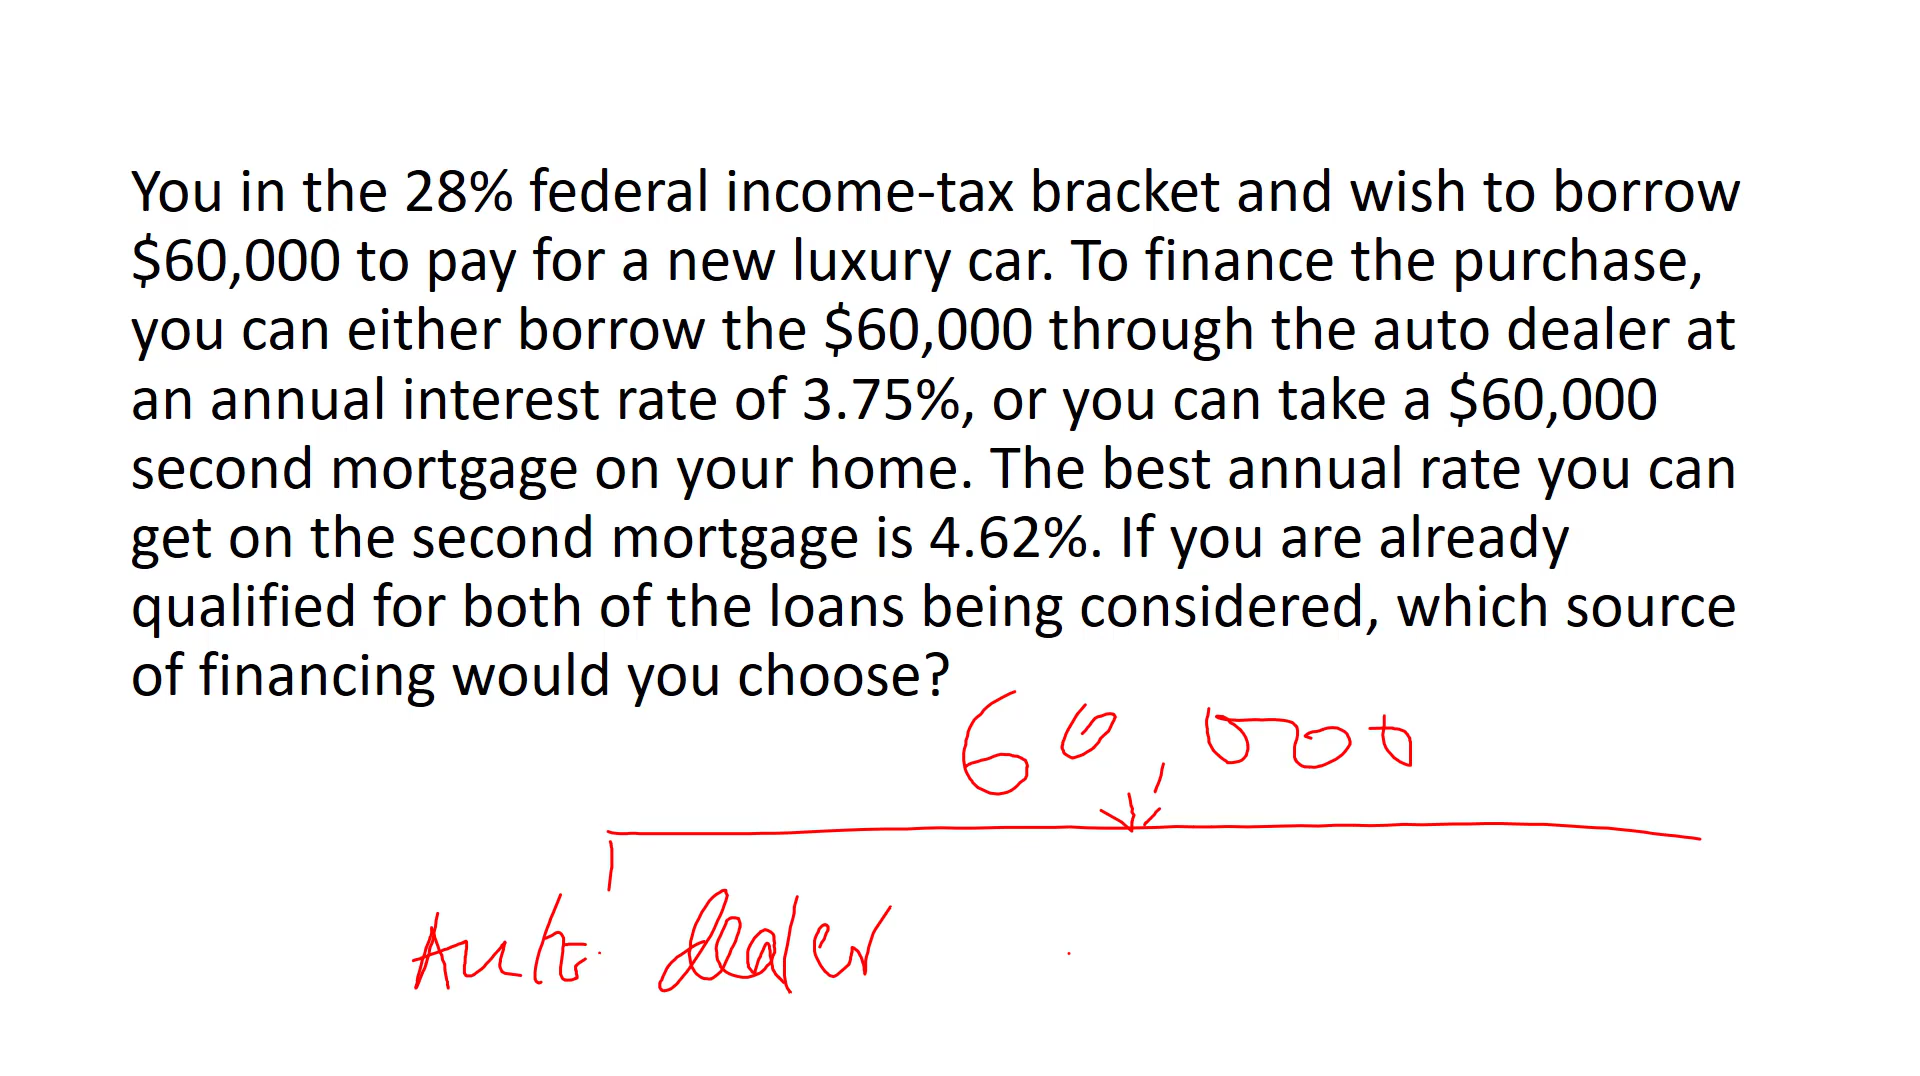 You in the 28% federal income-tax bracket and wish to borrow
$60,000 to pay for a new luxury car. To finance the purchase,
you can either borrow the $60,000 through the auto dealer at
an annual interest rate of 3.75%, or you can take a $60,000
second mortgage on your home. The best annual rate you can
get on the second mortgage is 4.62%. If you are already
qualified for both of the loans being considered, which source
of financing would you choose?
60,000
Auto dealer